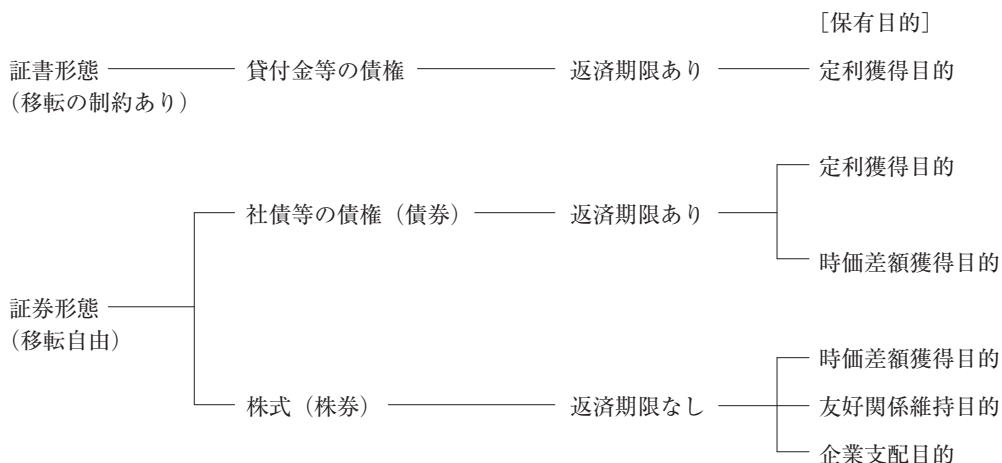 ［保有目的］
証書形態 貸付金等の債権 返済期限あり 定利獲得目的
（移転の制約あり）
定利獲得目的
社債等の債権（債券） 返済期限あり
時価差額獲得目的
証券形態
（移転自由）
時価差額獲得目的
株式（株券） 返済期限なし 友好関係維持目的
企業支配目的